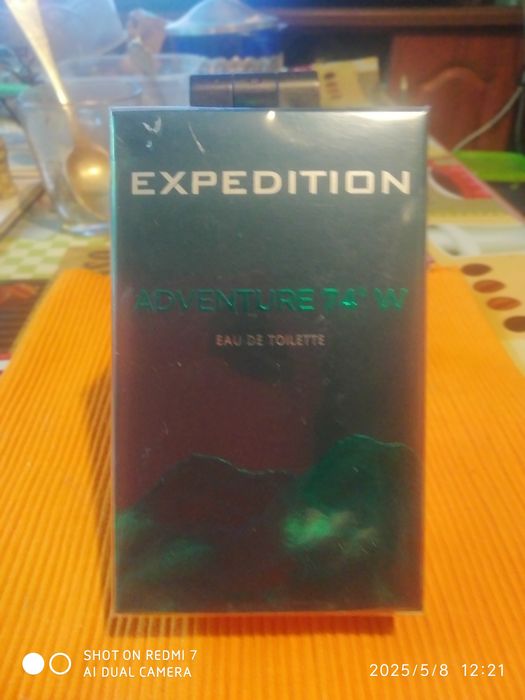 EXPEDITION
ADVENTURE 74° W
EAU DE TOILETTE
SHOT ON REDMI 7
AI DUAL CAMERA
2025/5/8 12:21